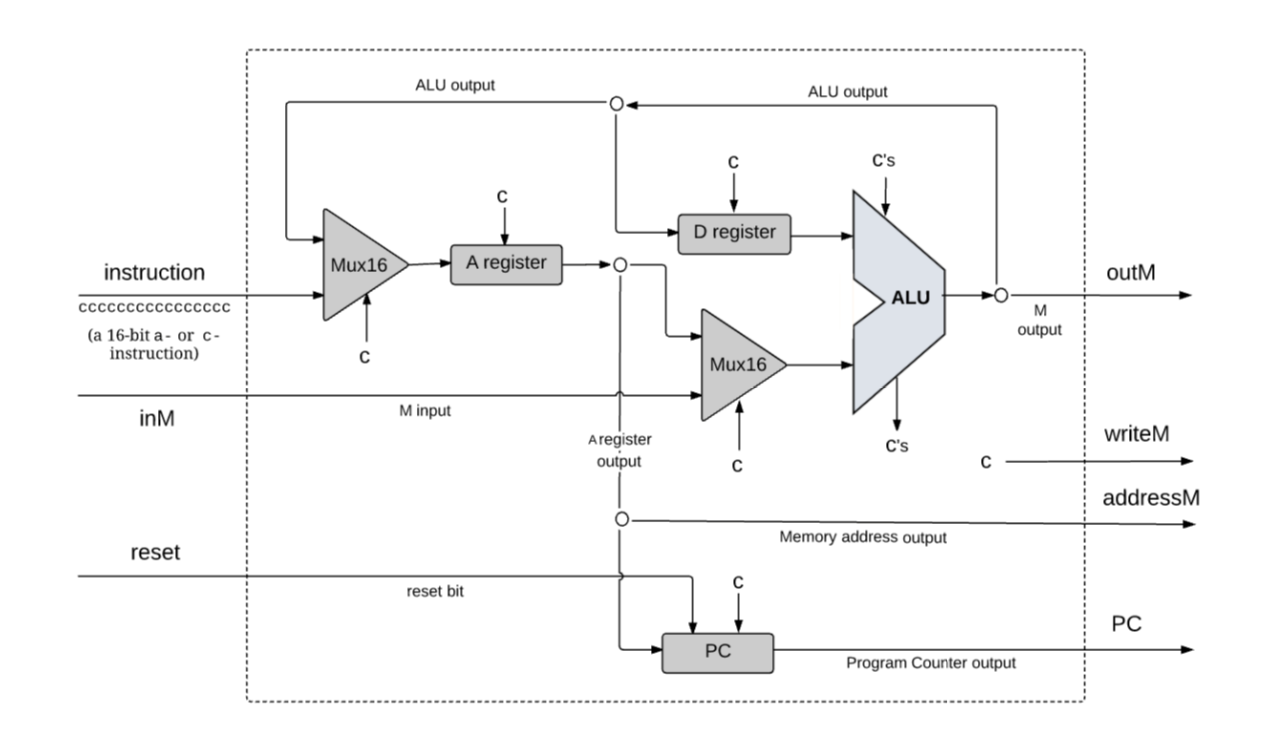 ALU output
ALU output
c
c's
c
D register
Mux16
A register
instruction
cccccccccccccccc
(a 16-bit a- or c-
instruction)
c
ALU
outM
M
output
Mux16
inM
M input
A register
output
c
c's
writeM
c
addressM
Memory address output
reset
reset bit
c
PC
PC
Program Counter output